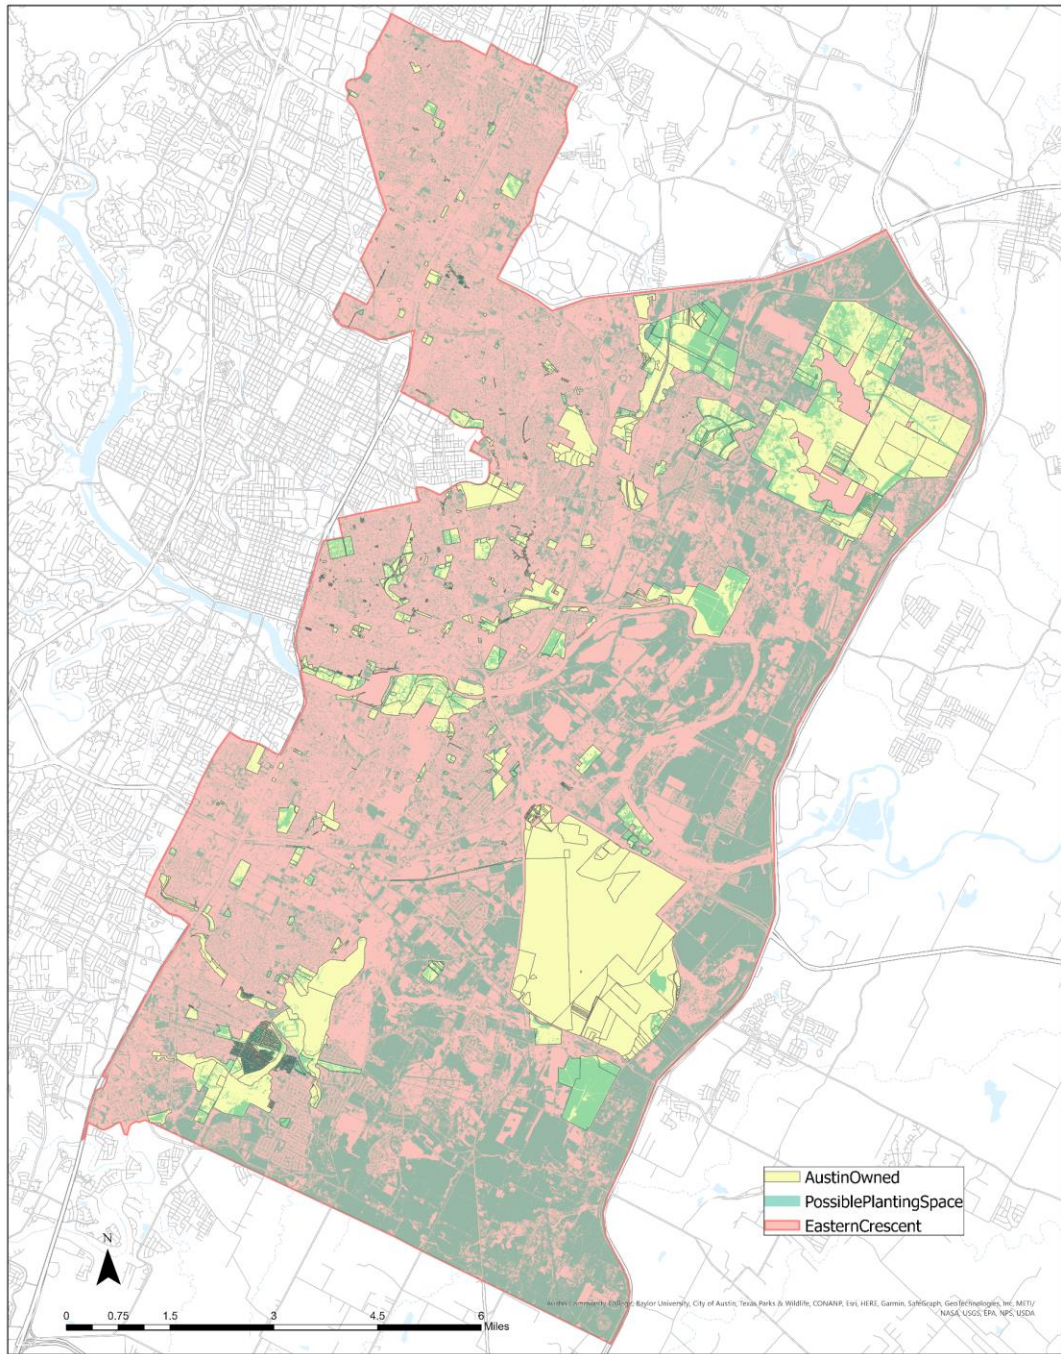 AustinOwned
PossiblePlantingSpace
EasternCrescent
N
0 0.75 1.5 3 4.5 6
Miles
Austin Community College, Baylor University, City of Austin, Texas Parks & Wildlife, CONANP, Esri, HERE, Garmin, SafeGraph, GeoTechnologies, Inc, METI/
NASA, USGS, EPA, NPS, USDA